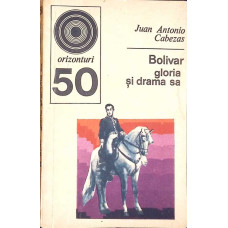 Juan Antonio
Cabezas
orizonturi
50
Bolivar
gloria
și drama sa